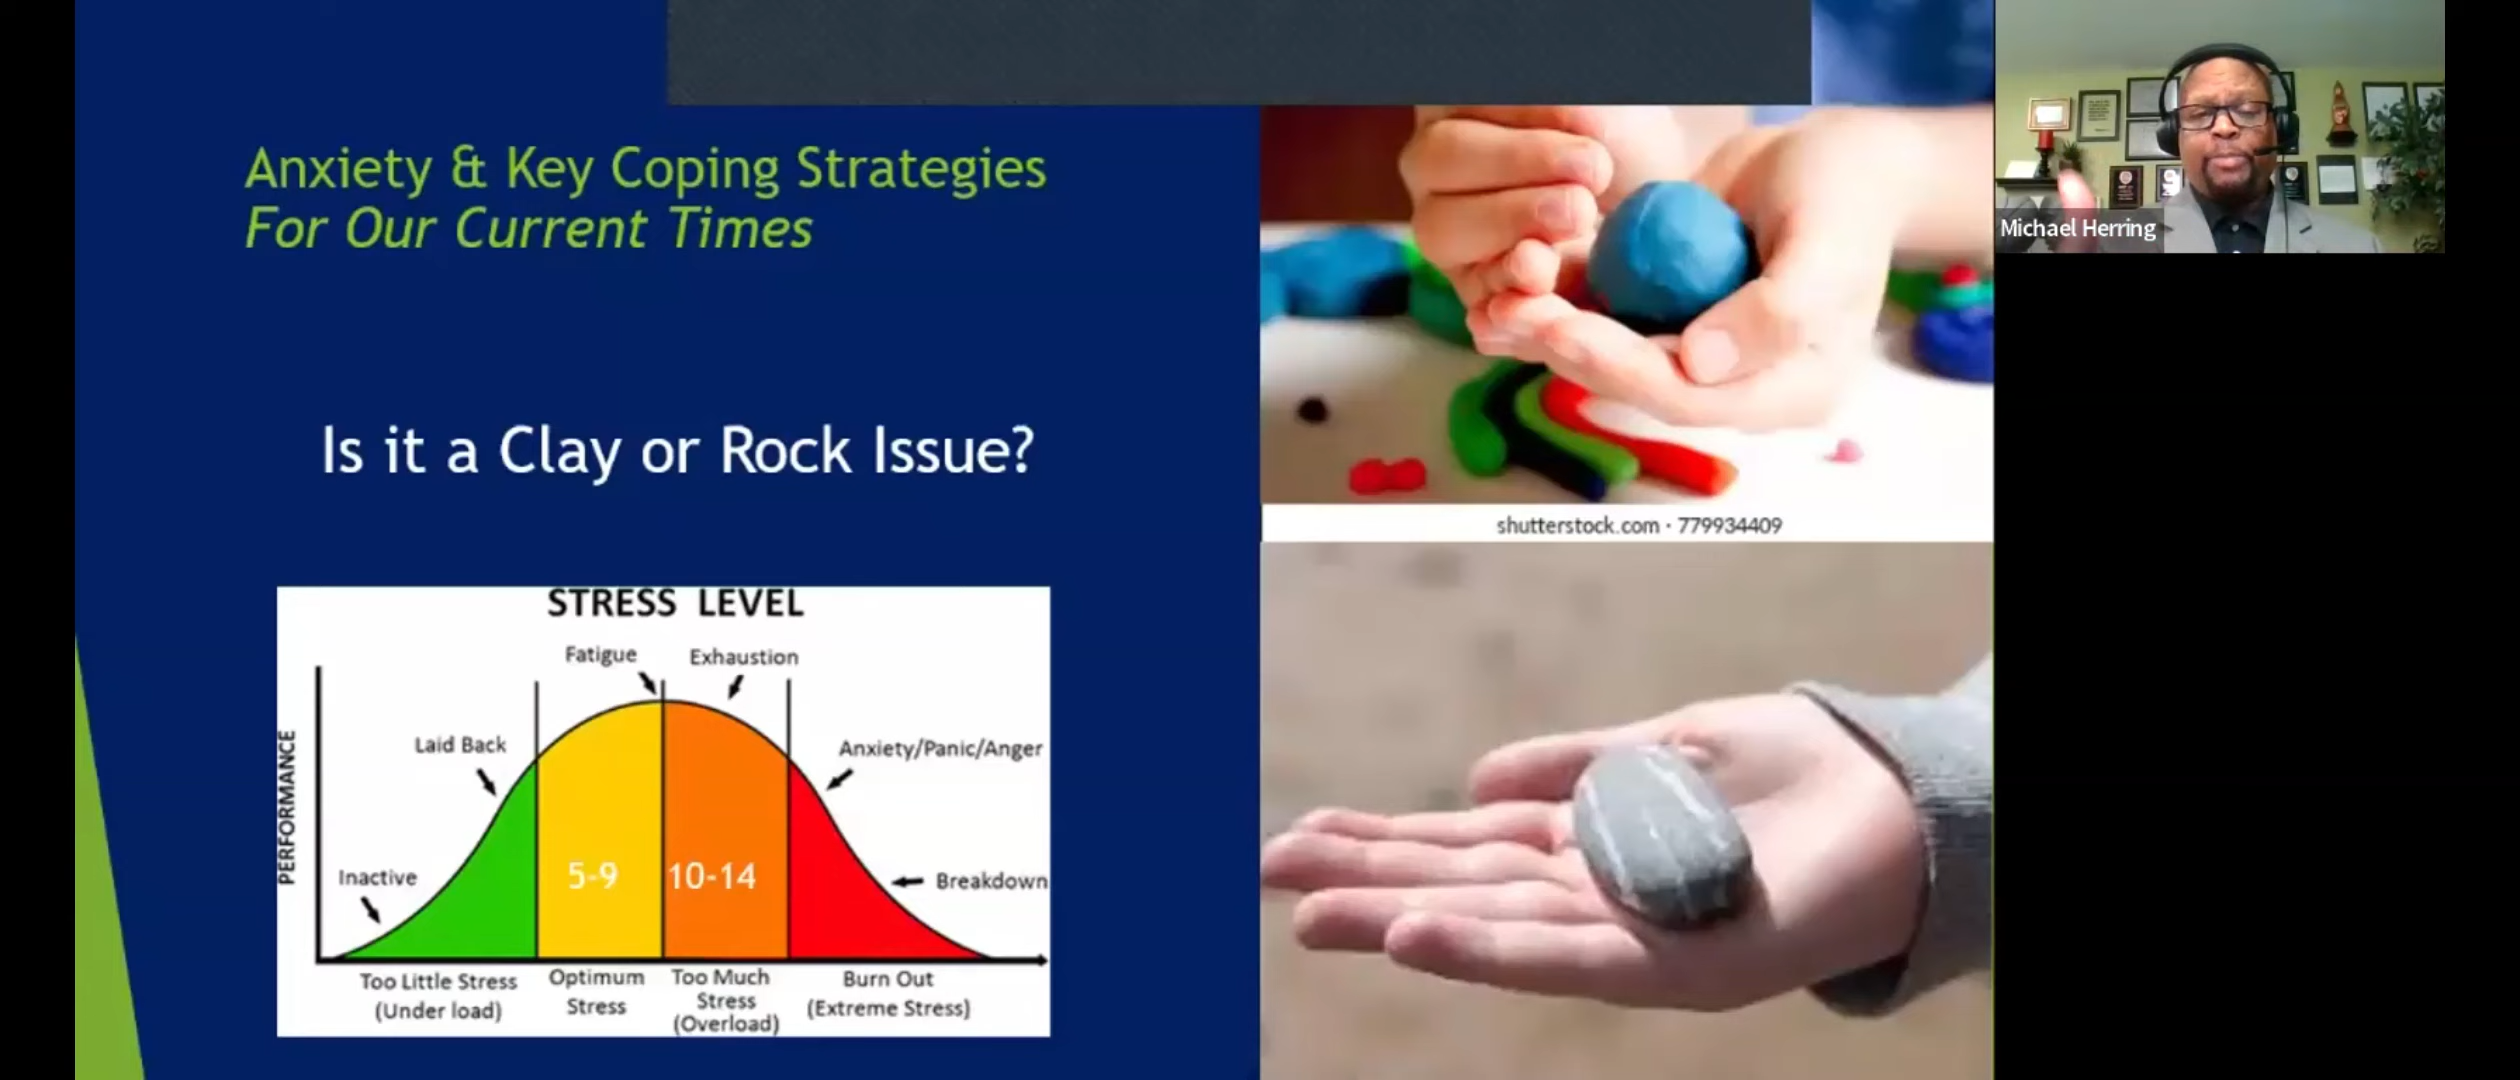 Anxiety & Key Coping Strategies
For Our Current Times
Is it a Clay or Rock Issue?
STRESS LEVEL
Fatigue
Exhaustion
Laid Back
Anxiety/Panic/Anger
PERFORMANCE
Inactive
5-9
10-14
Breakdown
Too Little Stress
(Under load)
Optimum
Stress
Too Much
Stress
(Overload)
Burn Out
(Extreme Stress)
shutterstock.com · 779934409
Michael Herring